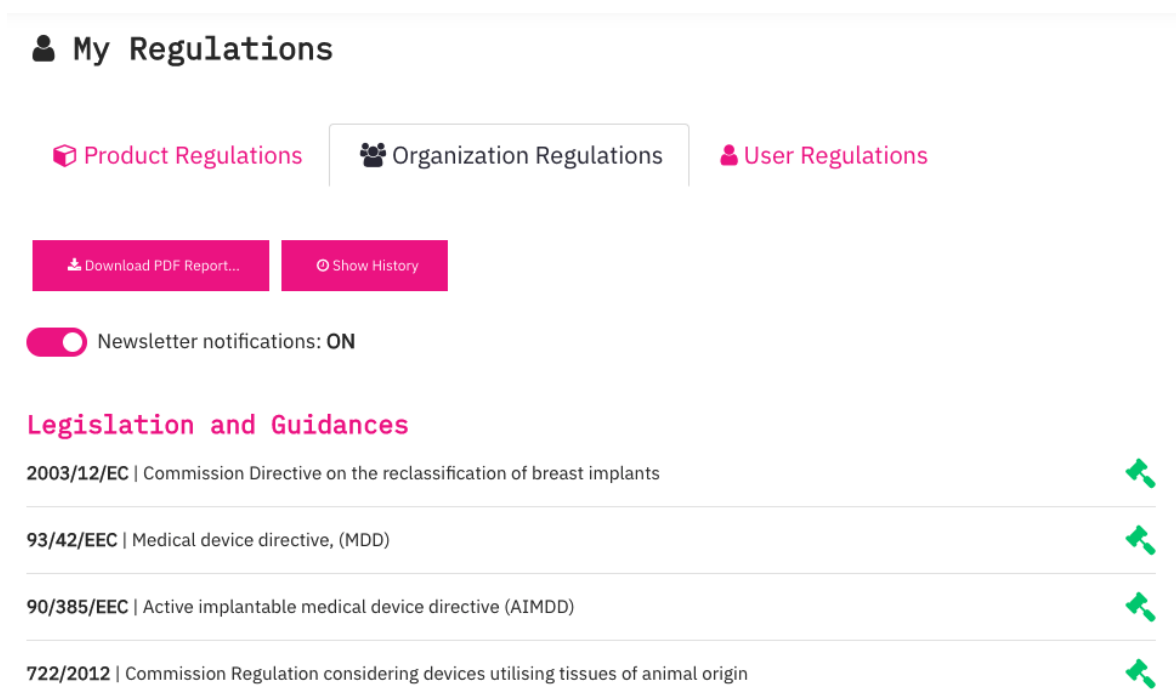 My Regulations
Product Regulations
Organization Regulations
User Regulations
Download PDF Report...
Show History
Newsletter notifications: ON
Legislation and Guidances
2003/12/EC | Commission Directive on the reclassification of breast implants
93/42/EEC | Medical device directive, (MDD)
90/385/EEC | Active implantable medical device directive (AIMDD)
722/2012 | Commission Regulation considering devices utilising tissues of animal origin